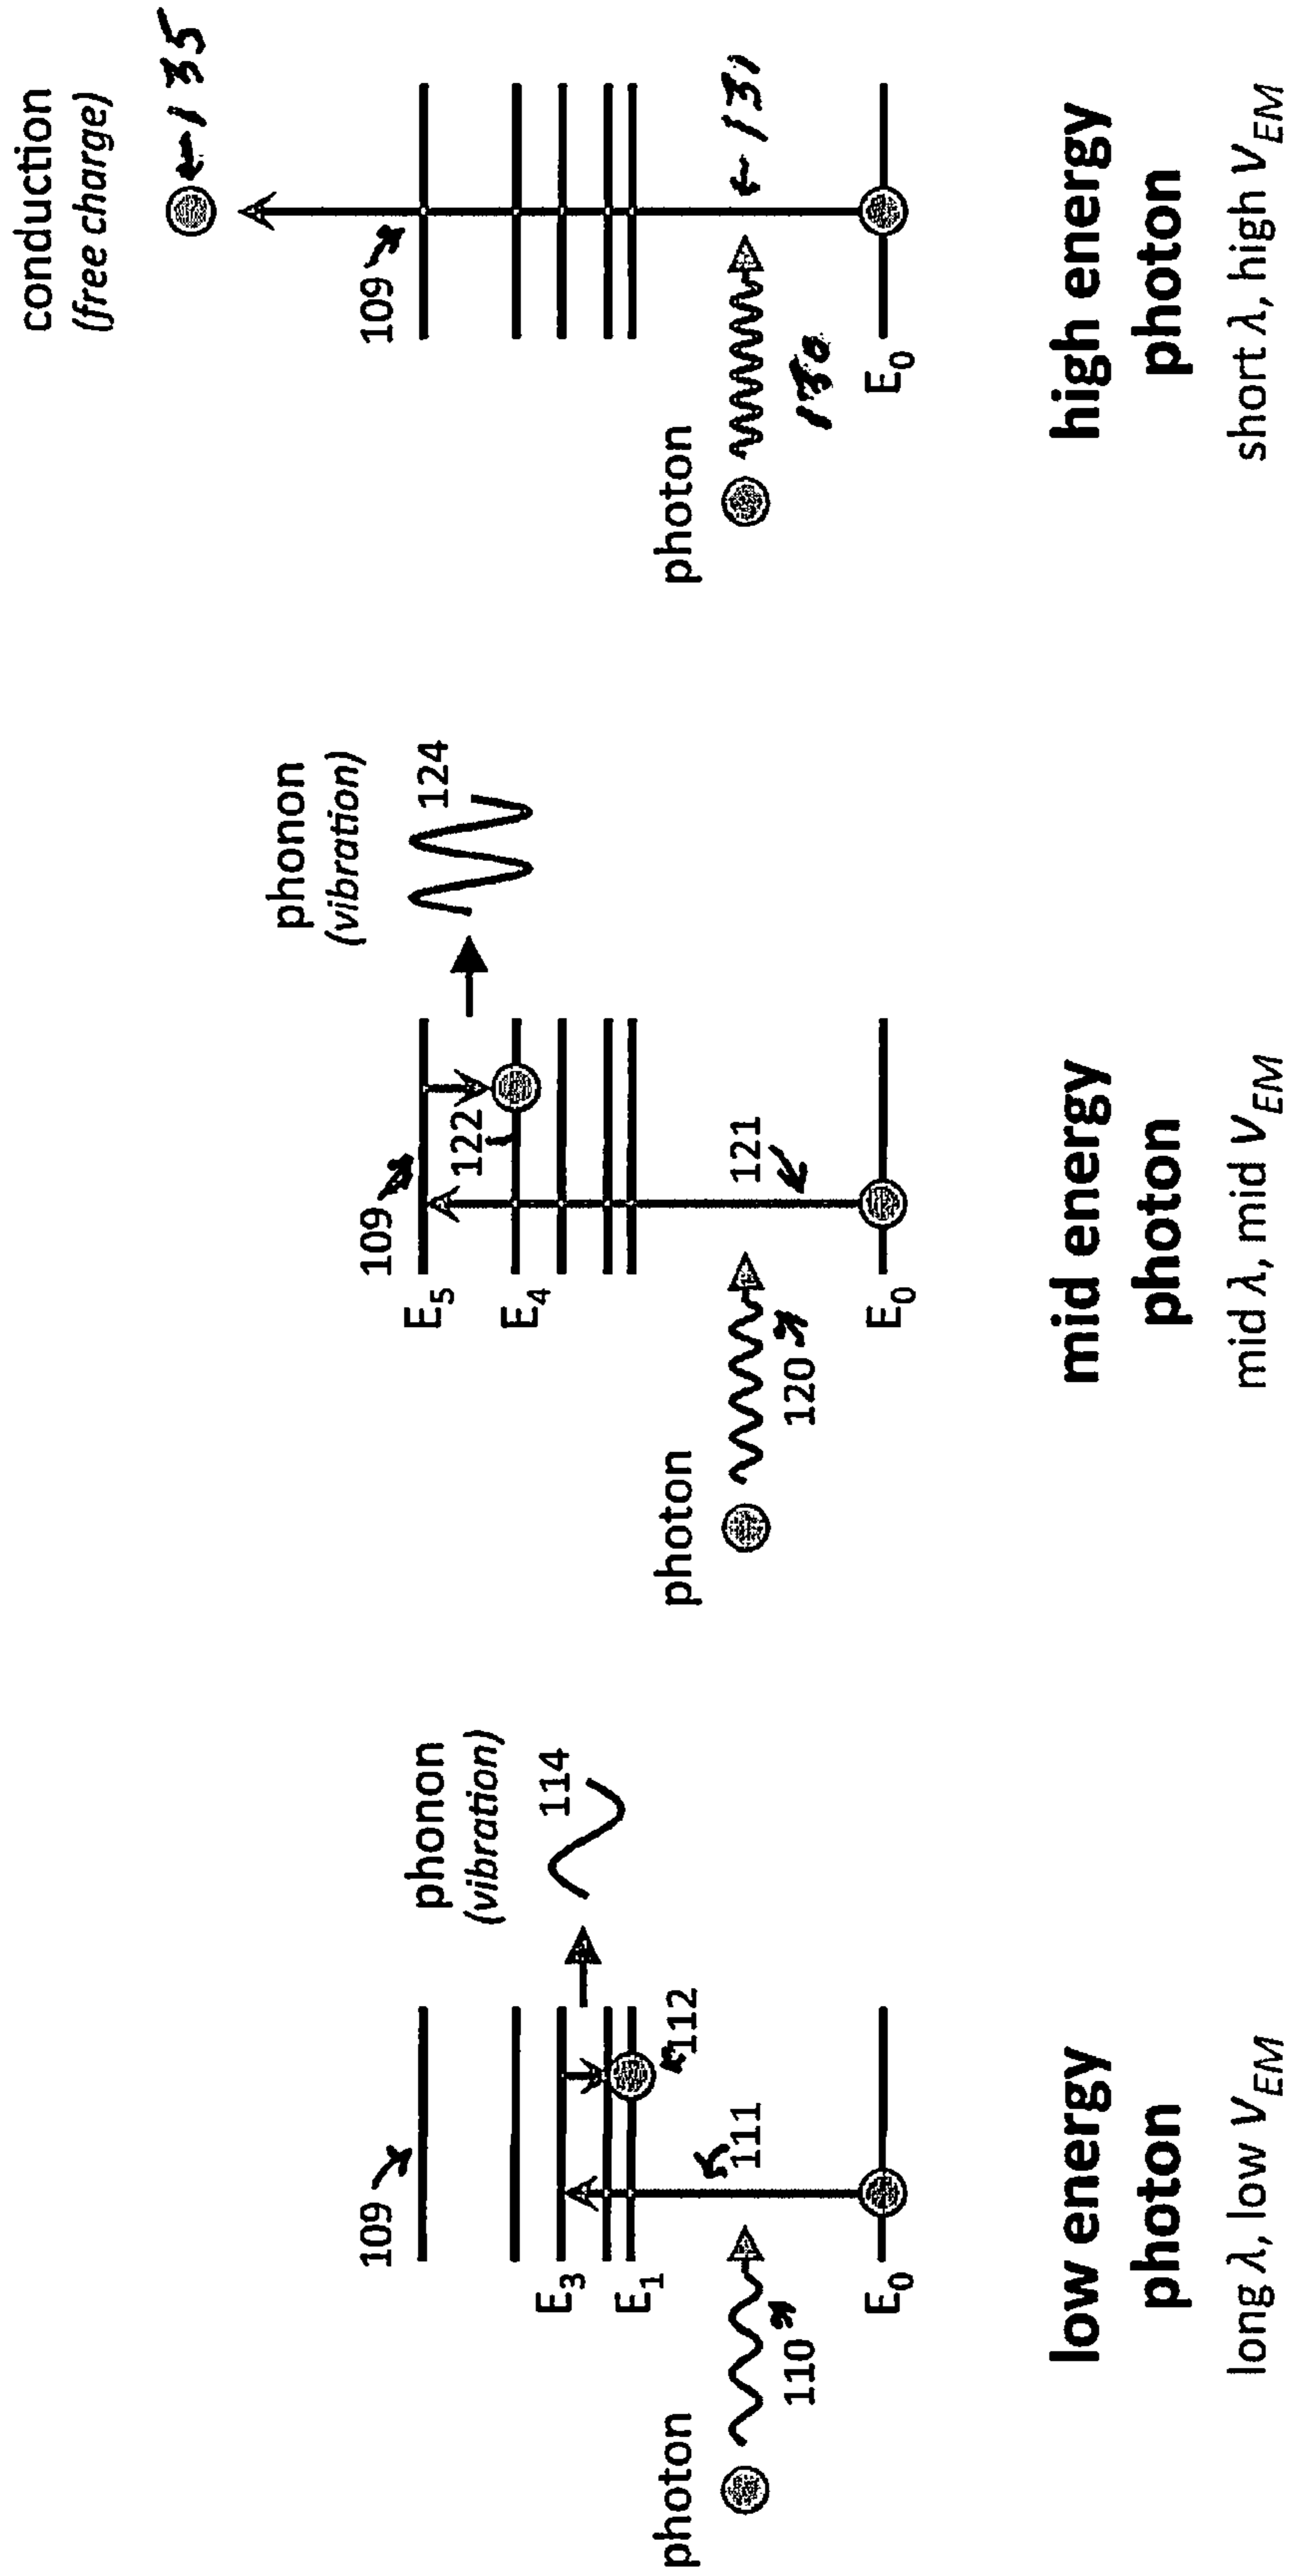 109
phonon
(vibration)
114
E3
E1
112
photon
110
111
E0
low energy
photon
long λ, low VEM
109
phonon
(vibration)
124
E5
E4
122
photon
120
121
E0
mid energy
photon
mid λ, mid VEM
conduction
(free charge)
135
109
photon
130
131
E0
high energy
photon
short λ, high VEM